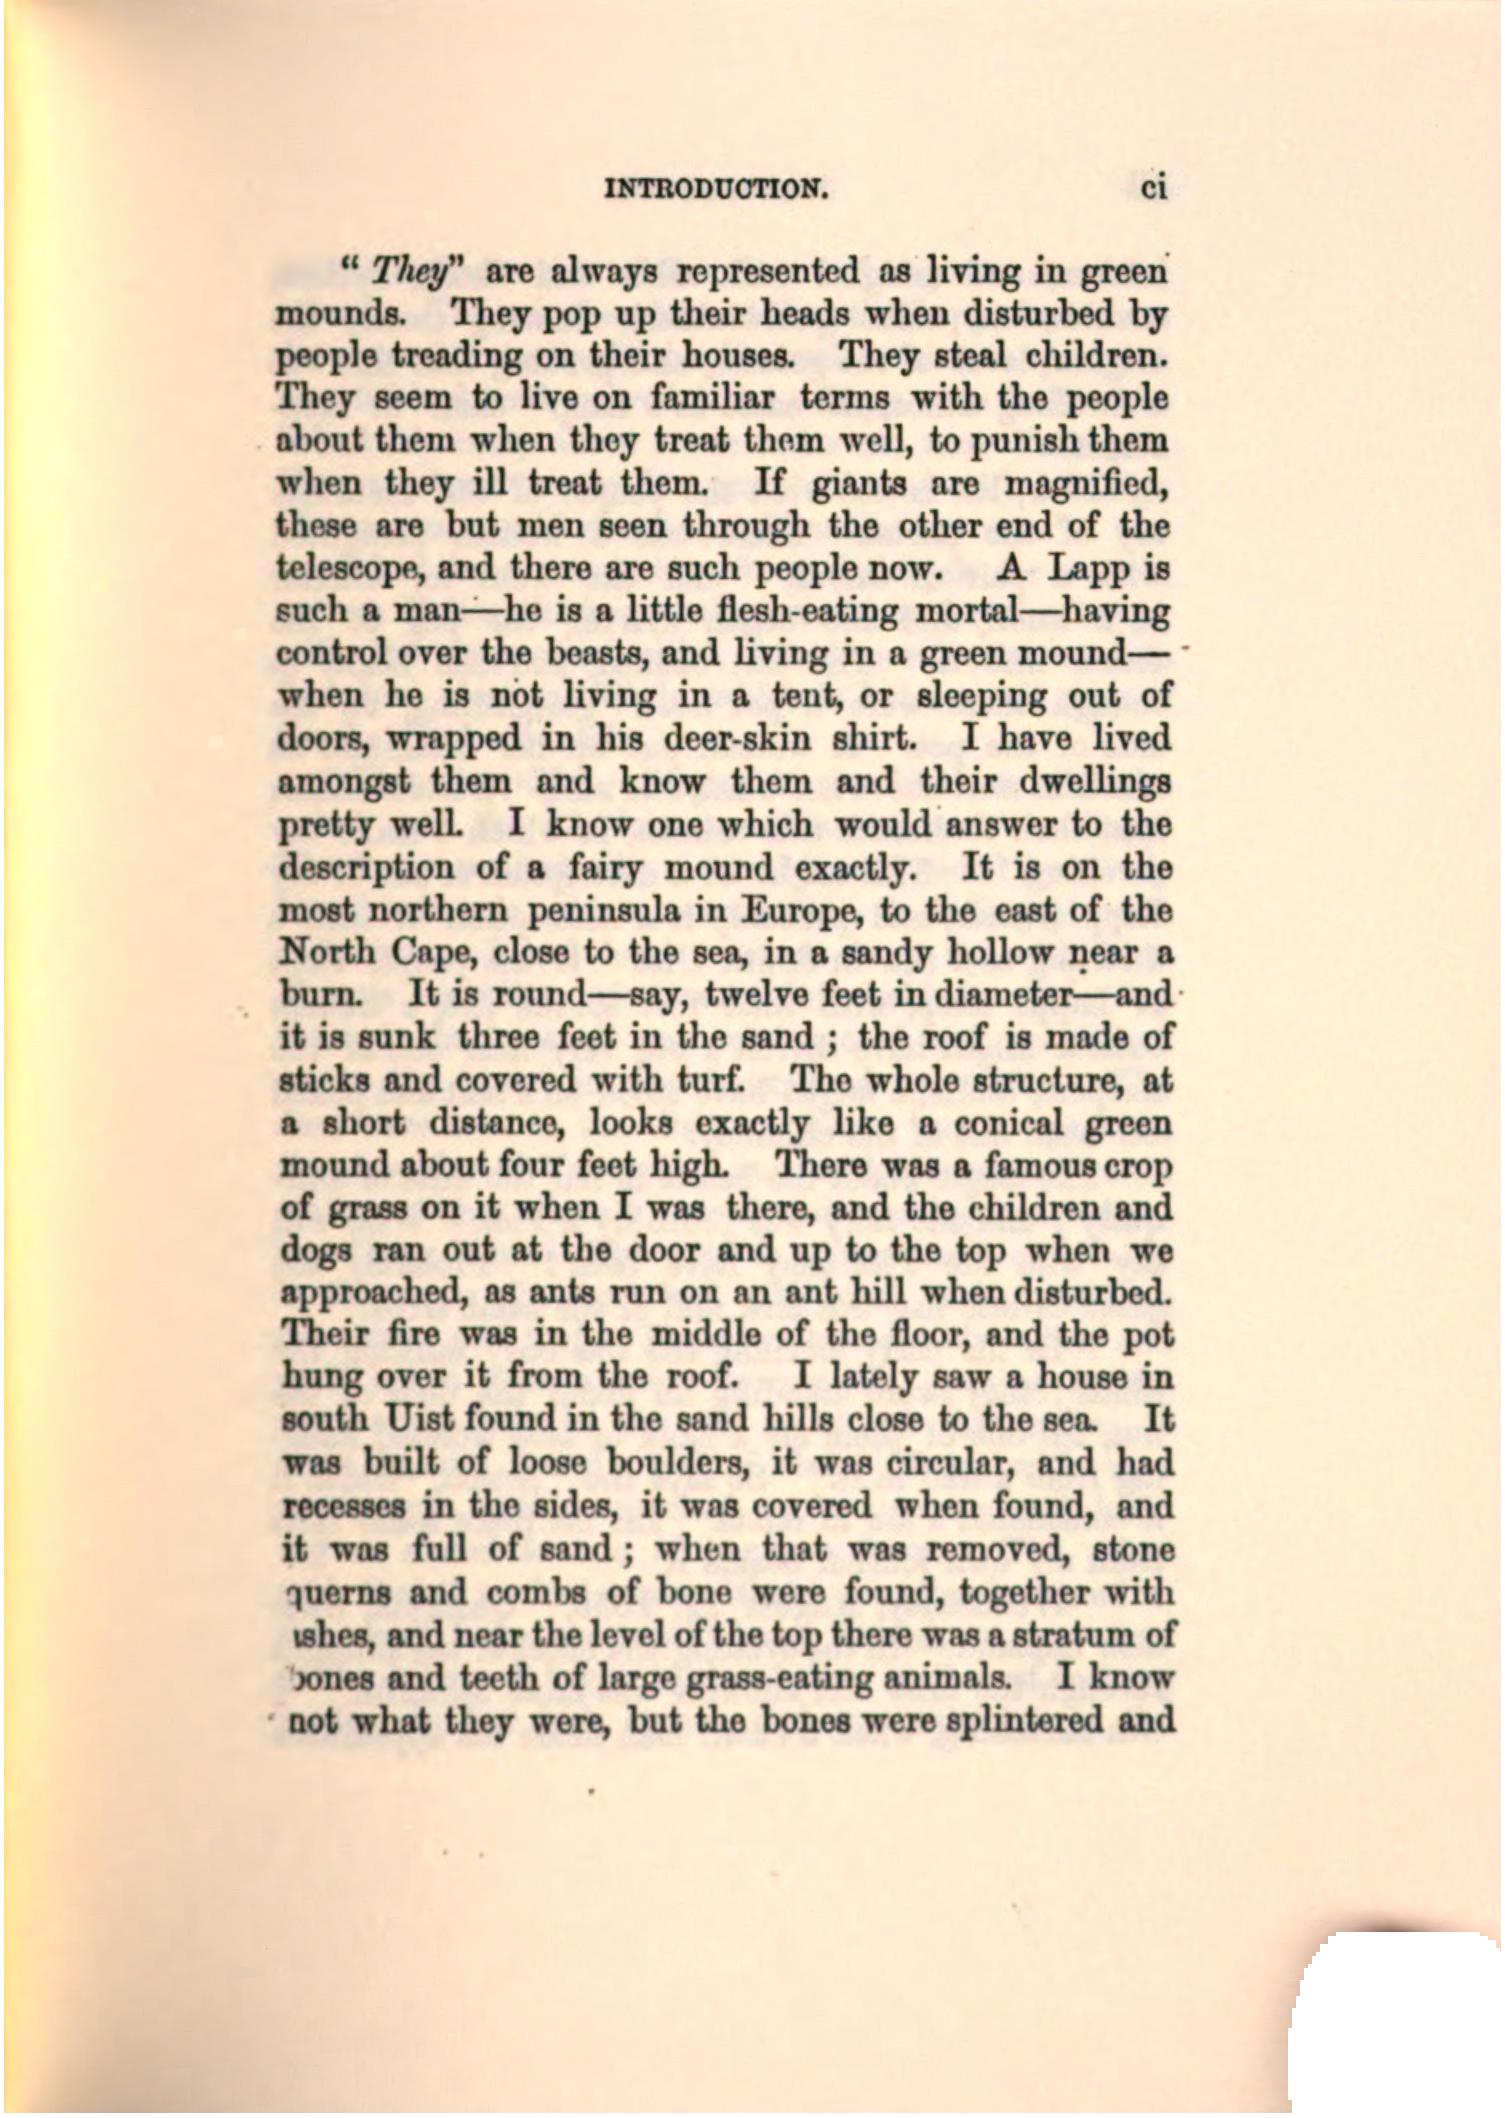 INTRODUCTION. ci
“ They” are always represented as living in green
mounds. They pop up their heads when disturbed by
people treading on their houses. They steal children.
They seem to live on familiar terms with the people
about them when they treat them well, to punish them
when they ill treat them. If giants are magnified,
these are but men seen through the other end of the
telescope, and there are such people now. A Lapp is
such a man—he is a little flesh-eating mortal—having
control over the beasts, and living in a green mound—
when he is not living in a tent, or sleeping out of
doors, wrapped in his deer-skin shirt. I have lived
amongst them and know them and their dwellings
pretty well. I know one which would answer to the
description of a fairy mound exactly. It is on the
most northern peninsula in Europe, to the east of the
North Cape, close to the sea, in a sandy hollow near a
burn. It is round—say, twelve feet in diameter—and
it is sunk three feet in the sand ; the roof is made of
sticks and covered with turf. The whole structure, at
a short distance, looks exactly like a conical green
mound about four feet high. There was a famous crop
of grass on it when I was there, and the children and
dogs ran out at the door and up to the top when we
approached, as ants run on an ant hill when disturbed.
Their fire was in the middle of the floor, and the pot
hung over it from the roof. I lately saw a house in
south Uist found in the sand hills close to the sea. It
was built of loose boulders, it was circular, and had
recesses in the sides, it was covered when found, and
it was full of sand ; when that was removed, stone
querns and combs of bone were found, together with
ashes, and near the level of the top there was a stratum of
bones and teeth of large grass-eating animals. I know
not what they were, but the bones were splintered and